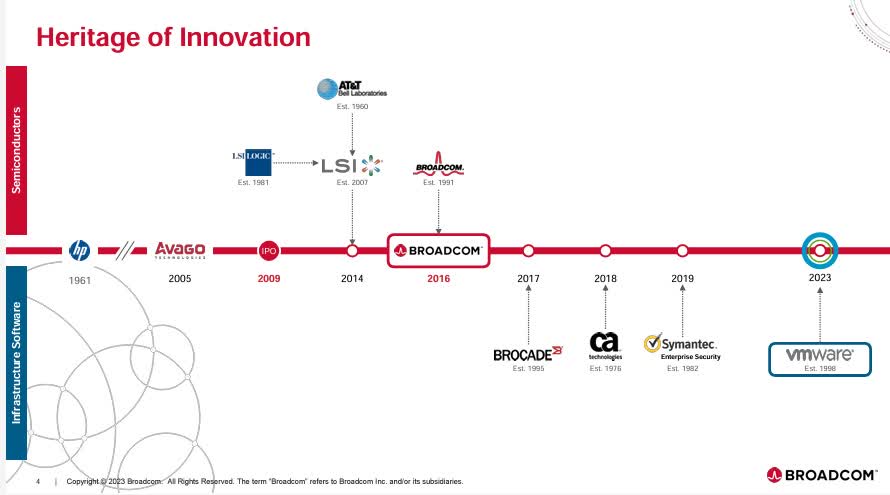 Heritage of Innovation
Semiconductors
AT&T
Bell Laboratories
Est. 1960
LSI LOGIC
Est. 1981
LSI
Est. 2007
BROADCOM.
Est. 1991
hp
AVAGO
TECHNOLOGIES
IPO
BROADCOM™
1961
2005
2009
2014
2016
2017
2018
2019
2023
Infrastructure Software
BROCADE
Est. 1995
ca
technologies
Est. 1976
Symantec.
Enterprise Security
Est. 1982
vmware®
Est. 1998
4 | Copyright © 2023 Broadcom. All Rights Reserved. The term “Broadcom” refers to Broadcom Inc. and/or its subsidiaries.
BROADCOM™